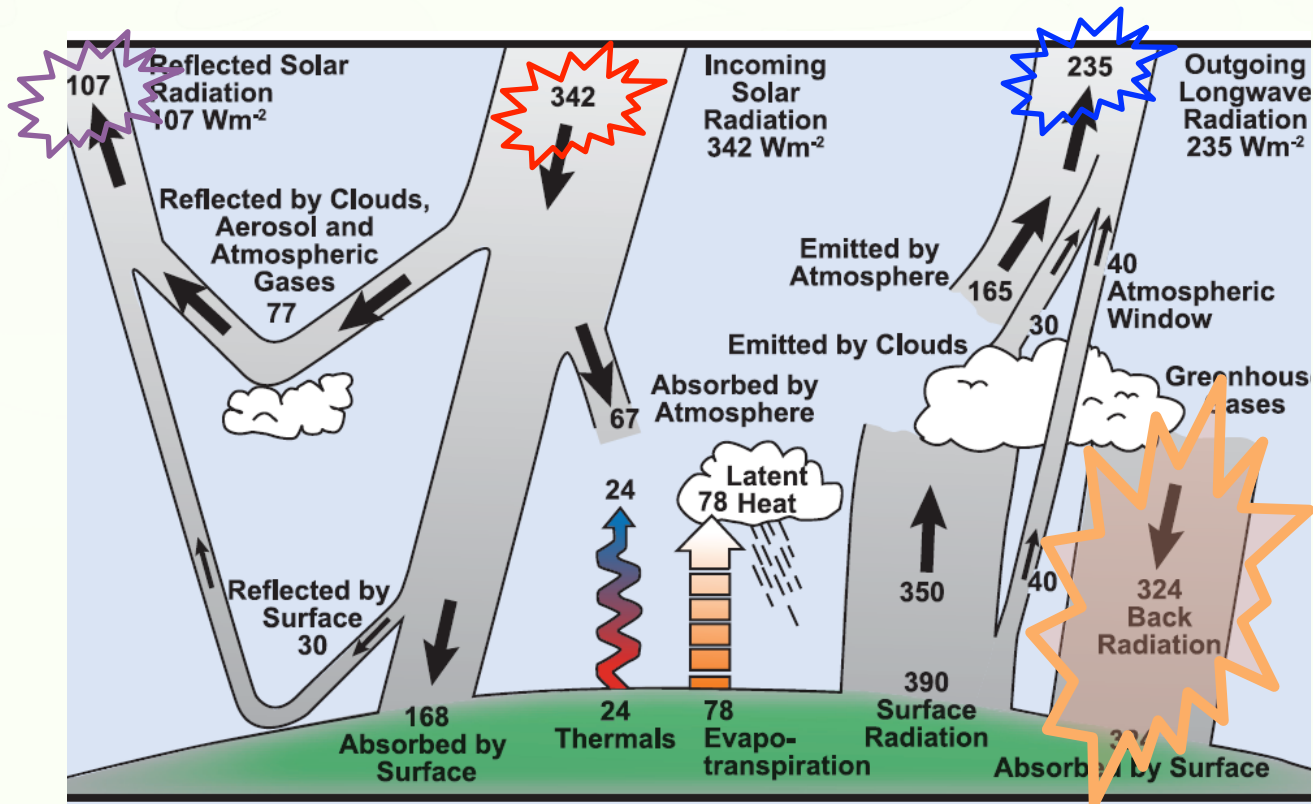 107
Reflected Solar
Radiation
107 Wm-2
342
Incoming
Solar
Radiation
342 Wm-2
235
Outgoing
Longwave
Radiation
235 Wm-2
Reflected by Clouds,
Aerosol and
Atmospheric
Gases
77
Emitted by
Atmosphere
165
40
Atmospheric
Window
30
Emitted by Clouds
Greenhouse
Gases
67
Absorbed by
Atmosphere
24
78
Latent
Heat
350
40
324
Back
Radiation
Reflected by
Surface
30
168
Absorbed by
Surface
24
Thermals
78
Evapo-
transpiration
390
Surface
Radiation
324
Absorbed by Surface